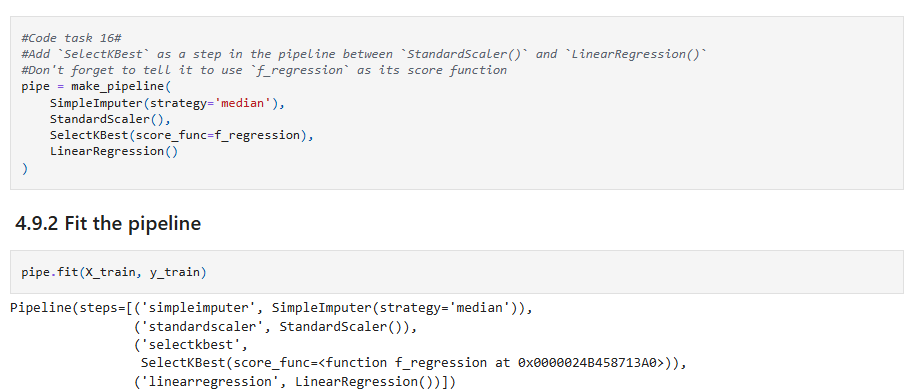 #Code task 16#
#Add `SelectKBest` as a step in the pipeline between `StandardScaler()` and `LinearRegression()`
#Don't forget to tell it to use `f_regression` as its score function
pipe = make_pipeline(
    SimpleImputer(strategy='median'),
    StandardScaler(),
    SelectKBest(score_func=f_regression),
    LinearRegression()
)
4.9.2 Fit the pipeline
pipe.fit(X_train, y_train)
Pipeline(steps=[('simpleimputer', SimpleImputer(strategy='median')),
                ('standardscaler', StandardScaler()),
                ('selectkbest',
                 SelectKBest(score_func=<function f_regression at 0x0000024B458713A0>)),
                ('linearregression', LinearRegression())])